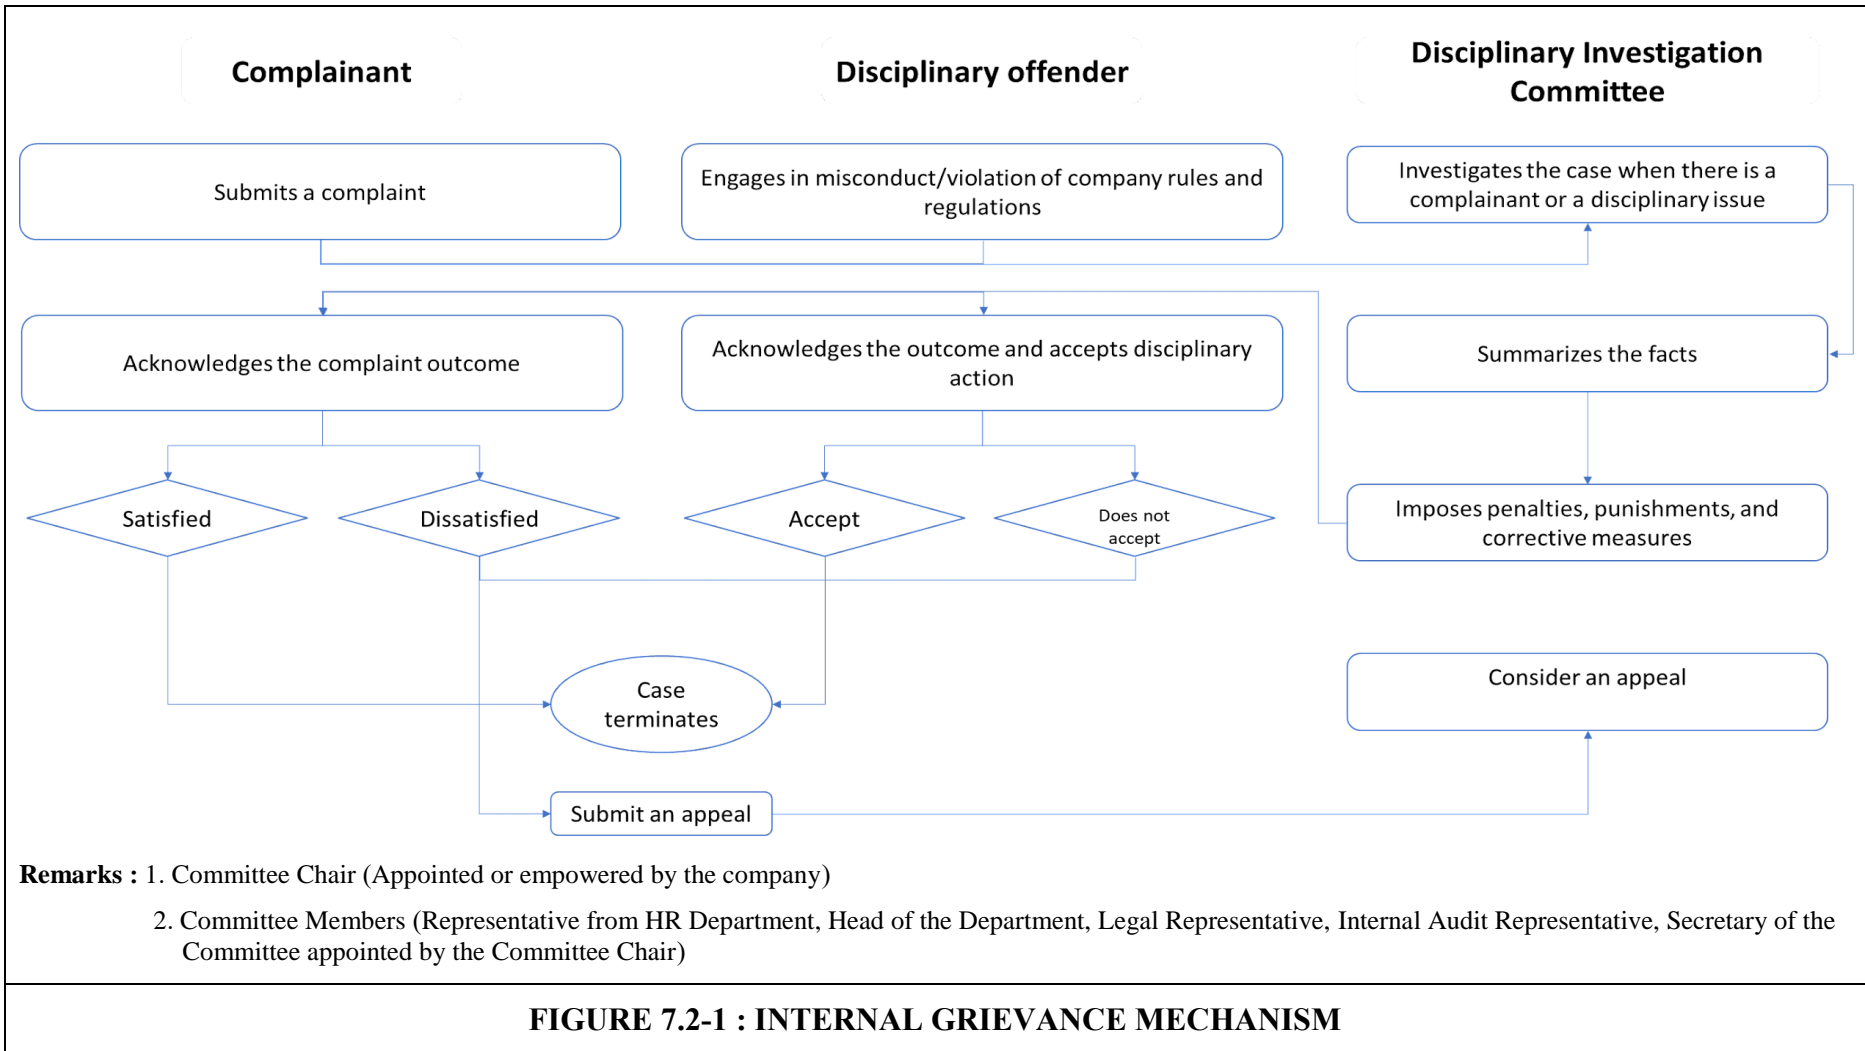 Complainant
Disciplinary offender
Disciplinary Investigation
Committee
Submits a complaint
Engages in misconduct/violation of company rules and
regulations
Investigates the case when there is a
complainant or a disciplinary issue
Acknowledges the complaint outcome
Acknowledges the outcome and accepts disciplinary
action
Summarizes the facts
Satisfied
Dissatisfied
Accept
Does not
accept
Imposes penalties, punishments, and
corrective measures
Case
terminates
Consider an appeal
Submit an appeal
Remarks : 1. Committee Chair (Appointed or empowered by the company)
2. Committee Members (Representative from HR Department, Head of the Department, Legal Representative, Internal Audit Representative, Secretary of the
Committee appointed by the Committee Chair)
FIGURE 7.2-1 : INTERNAL GRIEVANCE MECHANISM